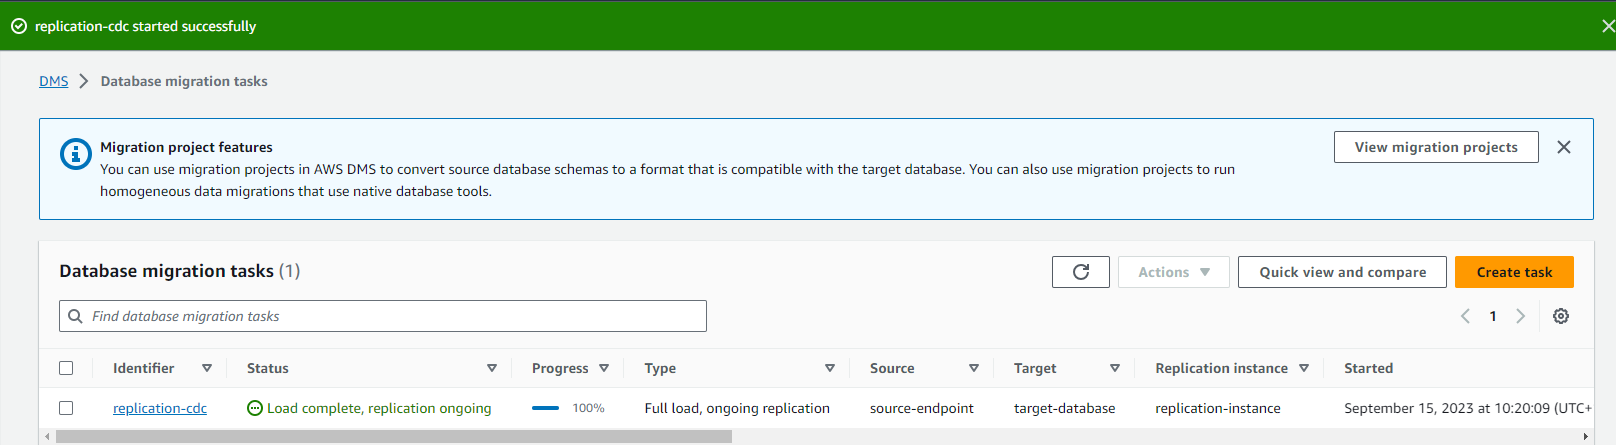 replication-cdc started successfully
DMS > Database migration tasks
Migration project features
View migration projects
You can use migration projects in AWS DMS to convert source database schemas to a format that is compatible with the target database. You can also use migration projects to run
homogeneous data migrations that use native database tools.
Database migration tasks (1)
Actions
Quick view and compare
Create task
Find database migration tasks
1
Identifier Status Progress Type Source Target Replication instance Started
replication-cdc Load complete, replication ongoing 100% Full load, ongoing replication source-endpoint target-database replication-instance September 15, 2023 at 10:20:09 (UTC+